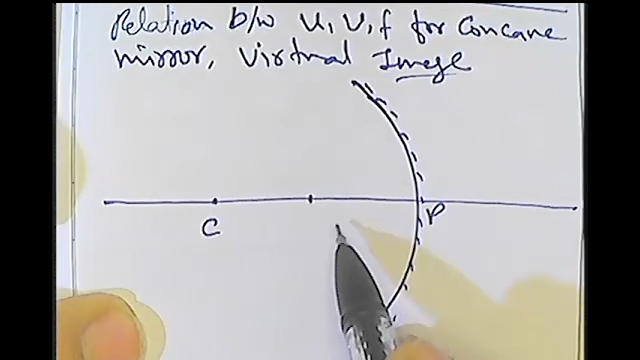 Relation b/w u, v, f for Concave
mirror, Virtual Image
C
P